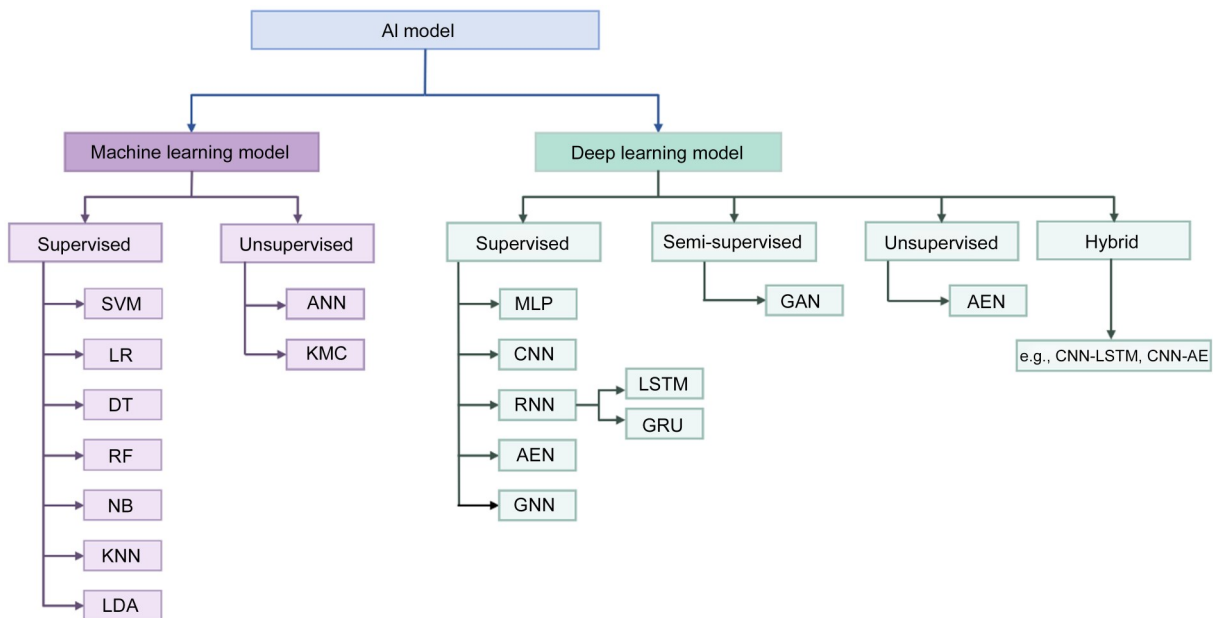 AI model
Machine learning model
Deep learning model
Supervised
Unsupervised
Supervised
Semi-supervised
Unsupervised
Hybrid
SVM
LR
DT
RF
NB
KNN
LDA
ANN
KMC
MLP
CNN
RNN
LSTM
GRU
AEN
GNN
GAN
AEN
e.g., CNN-LSTM, CNN-AE